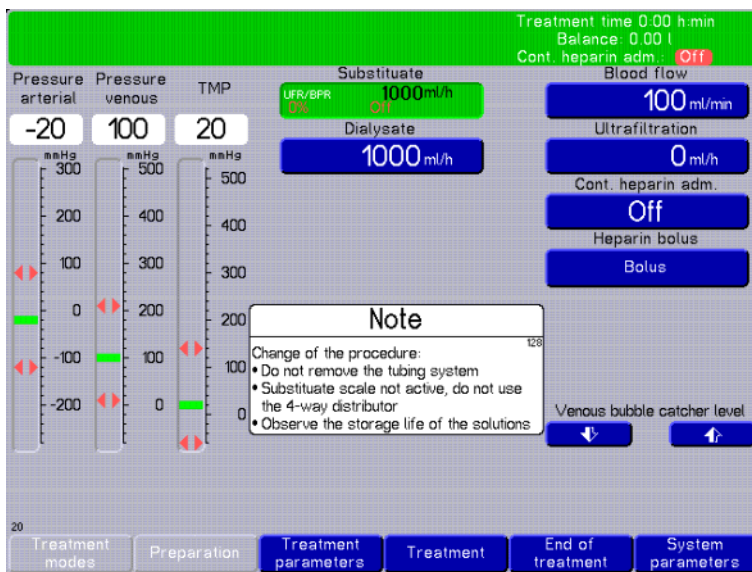 Treatment time 0:00 h:min
Balance: 0.00 l
Cont. heparin adm.: Off
Pressure arterial
Pressure venous
TMP
-20
100
20
mmHg
300
200
100
0
-100
-200
mmHg
500
400
300
200
100
0
mmHg
500
400
300
200
100
0
Substituate
UFR/BPR 1000 ml/h
0% Off
Dialysate
1000 ml/h
Blood flow
100 ml/min
Ultrafiltration
0 ml/h
Cont. heparin adm.
Off
Heparin bolus
Bolus
Note
128
Change of the procedure:
• Do not remove the tubing system
• Substituate scale not active, do not use
the 4-way distributor
• Observe the storage life of the solutions
Venous bubble catcher level
20
Treatment modes
Preparation
Treatment parameters
Treatment
End of treatment
System parameters